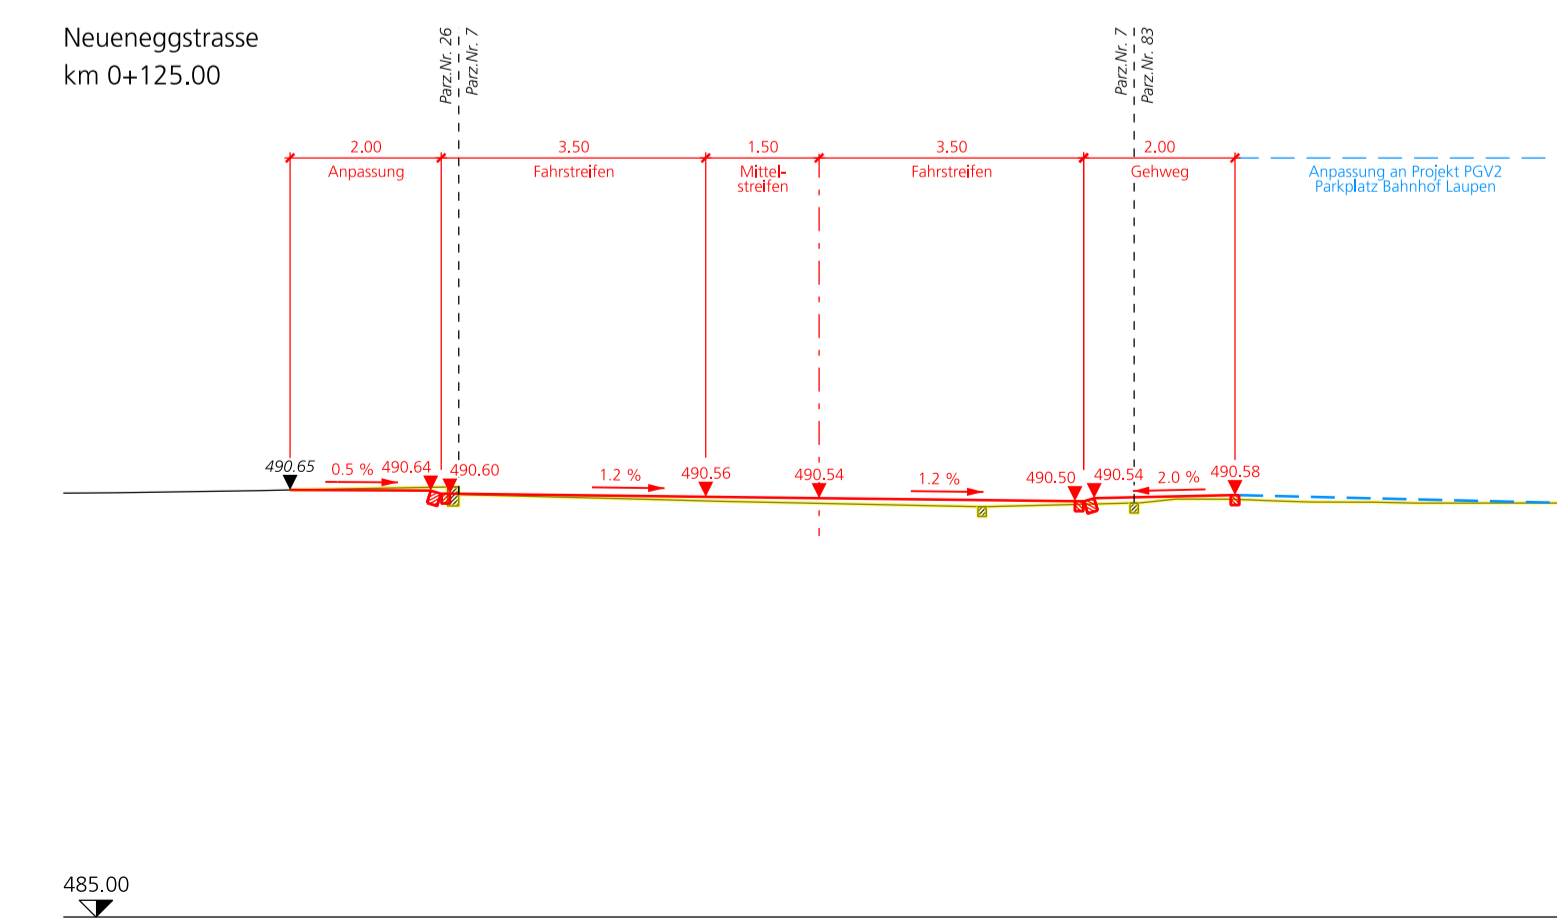 Neueneggstrasse
km 0+125.00
Parz.Nr. 26
Parz.Nr. 7
Parz.Nr. 7
Parz.Nr. 83
2.00
3.50
1.50
3.50
2.00
Anpassung
Fahrstreifen
Mittel-
streifen
Fahrstreifen
Gehweg
Anpassung an Projekt PGV2
Parkplatz Bahnhof Laupen
490.65
0.5 %
490.64
490.60
1.2 %
490.56
490.54
1.2 %
490.50
490.54
2.0 %
490.58
485.00